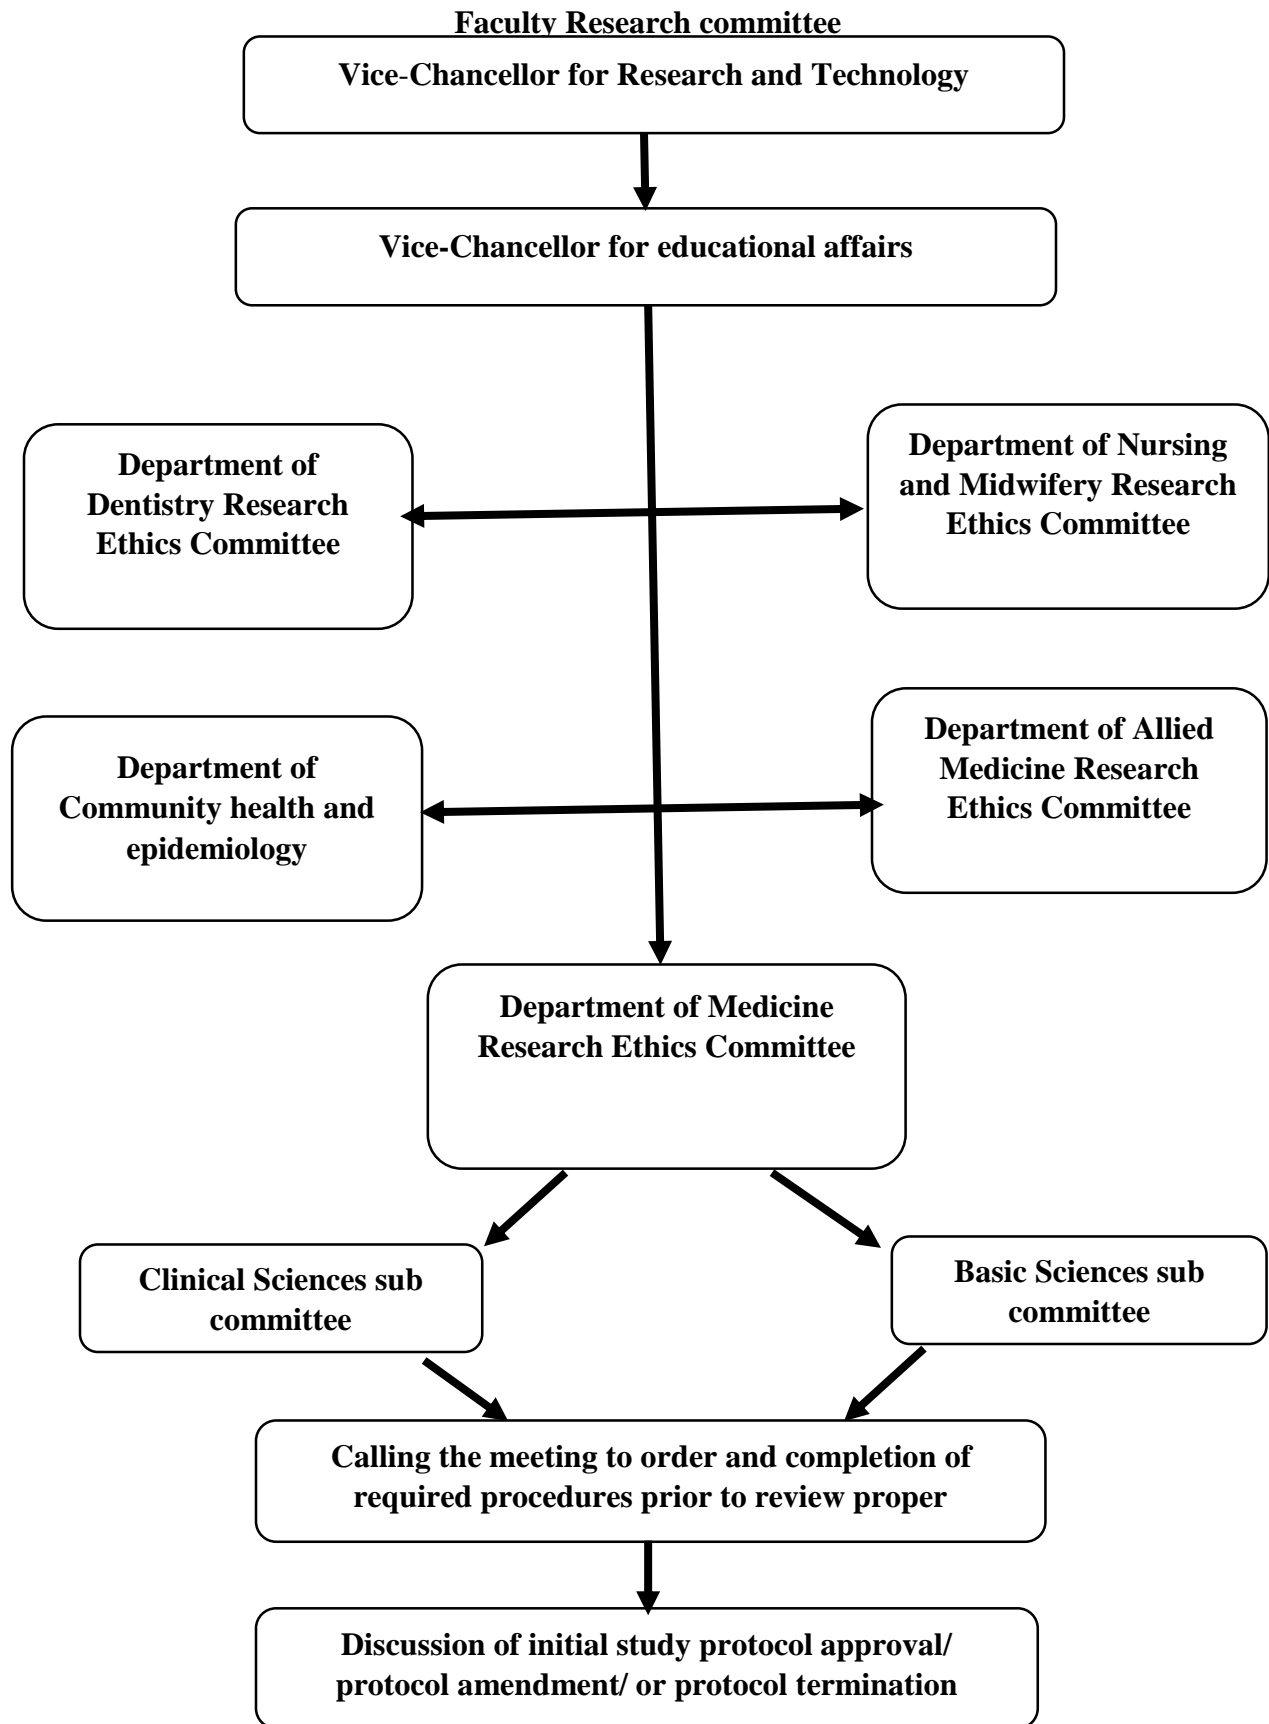 Faculty Research committee
Vice-Chancellor for Research and Technology
Vice-Chancellor for educational affairs
Department of
Dentistry Research
Ethics Committee
Department of Nursing
and Midwifery Research
Ethics Committee
Department of
Community health and
epidemiology
Department of Allied
Medicine Research
Ethics Committee
Department of Medicine
Research Ethics Committee
Clinical Sciences sub
committee
Basic Sciences sub
committee
Calling the meeting to order and completion of
required procedures prior to review proper
Discussion of initial study protocol approval/
protocol amendment/ or protocol termination